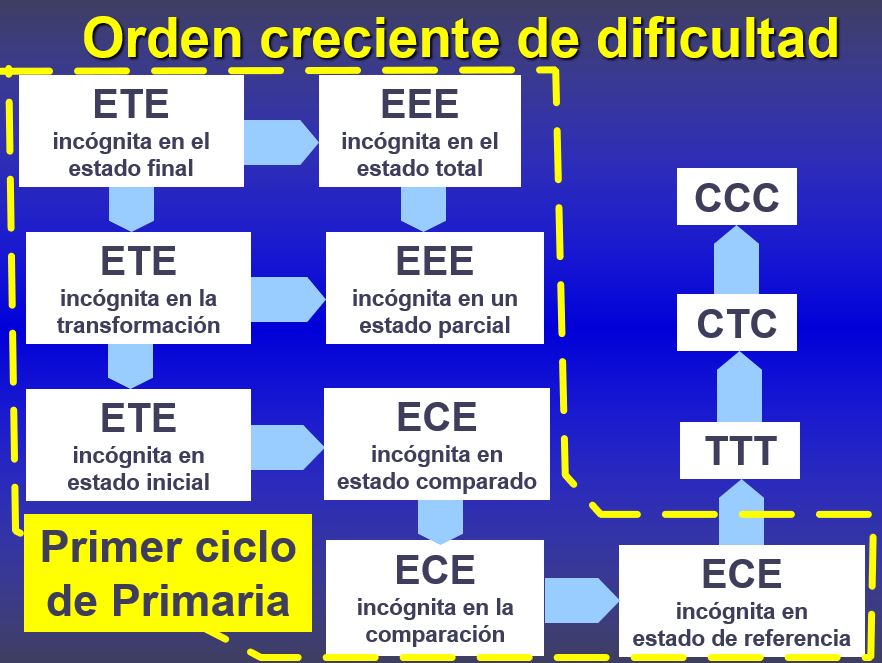 Orden creciente de dificultad
ETE
incógnita en el
estado final
EEE
incógnita en el
estado total
ETE
incógnita en la
transformación
EEE
incógnita en un
estado parcial
ETE
incógnita en
estado inicial
ECE
incógnita en
estado comparado
ECE
incógnita en la
comparación
ECE
incógnita en
estado de referencia
TTT
CTC
CCC
Primer ciclo
de Primaria